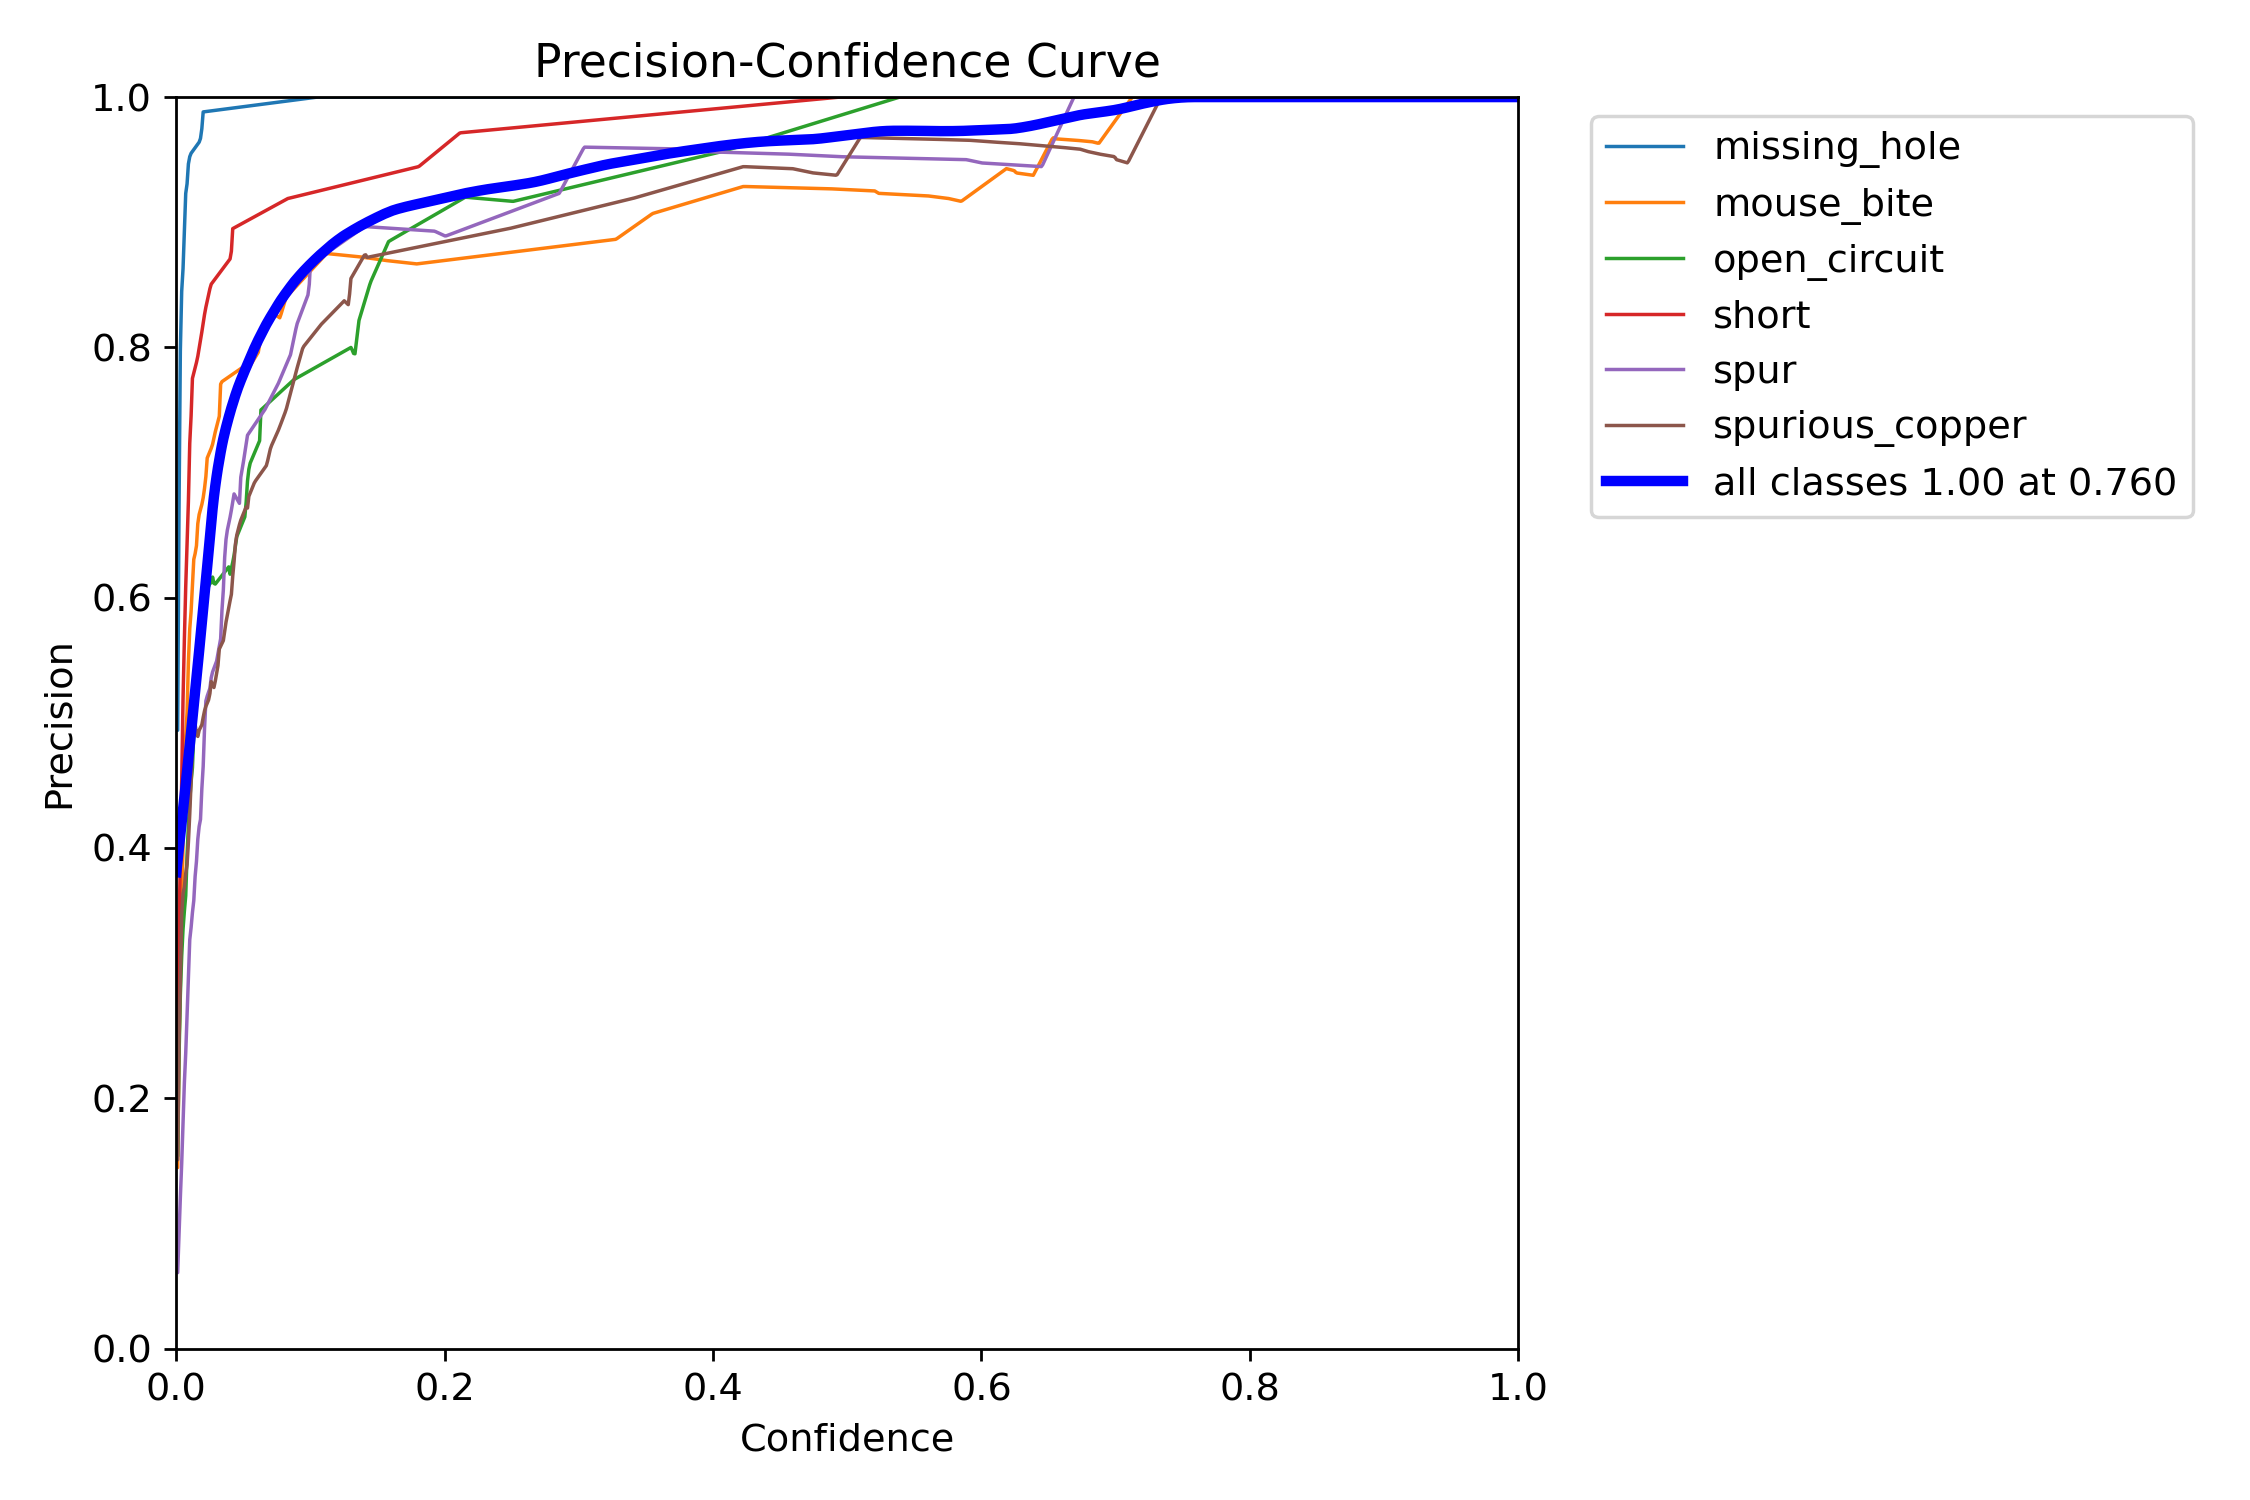 Precision-Confidence Curve
1.0
0.8
0.6
0.4
0.2
0.0
Precision
0.0 0.2 0.4 0.6 0.8 1.0
Confidence
missing_hole
mouse_bite
open_circuit
short
spur
spurious_copper
all classes 1.00 at 0.760